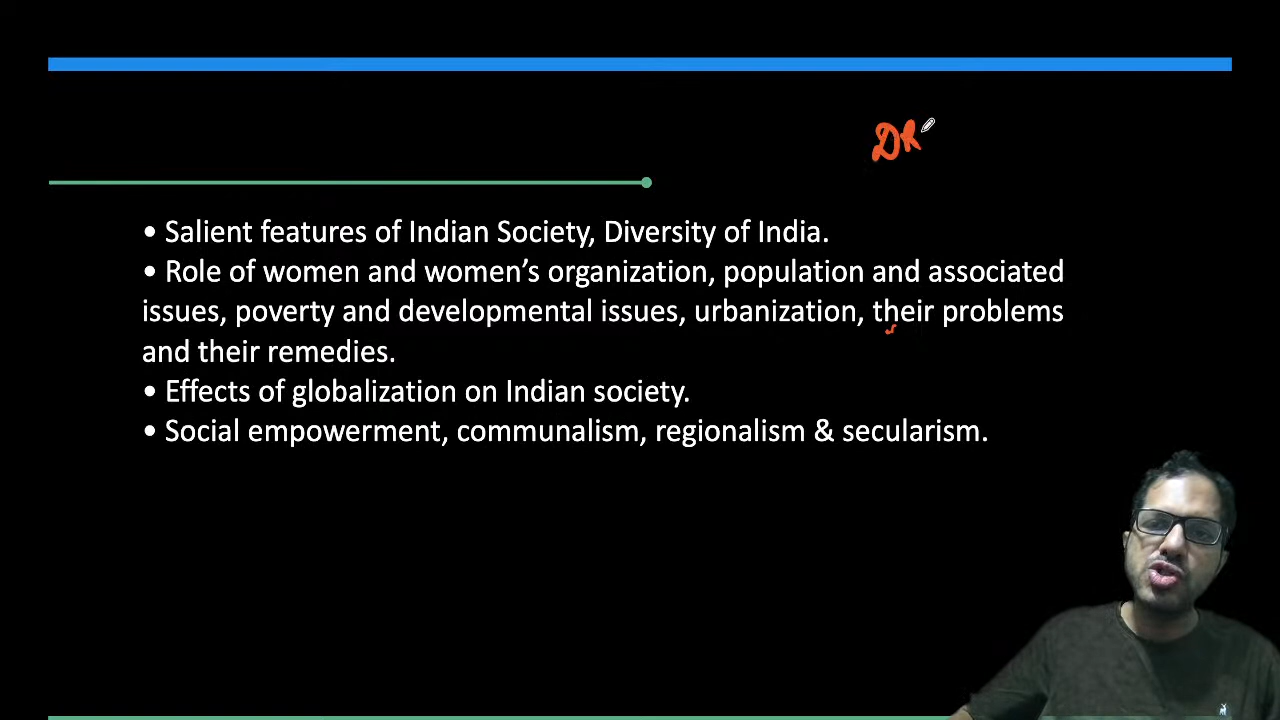 DR
• Salient features of Indian Society, Diversity of India.
• Role of women and women’s organization, population and associated
issues, poverty and developmental issues, urbanization, their problems
and their remedies.
• Effects of globalization on Indian society.
• Social empowerment, communalism, regionalism & secularism.